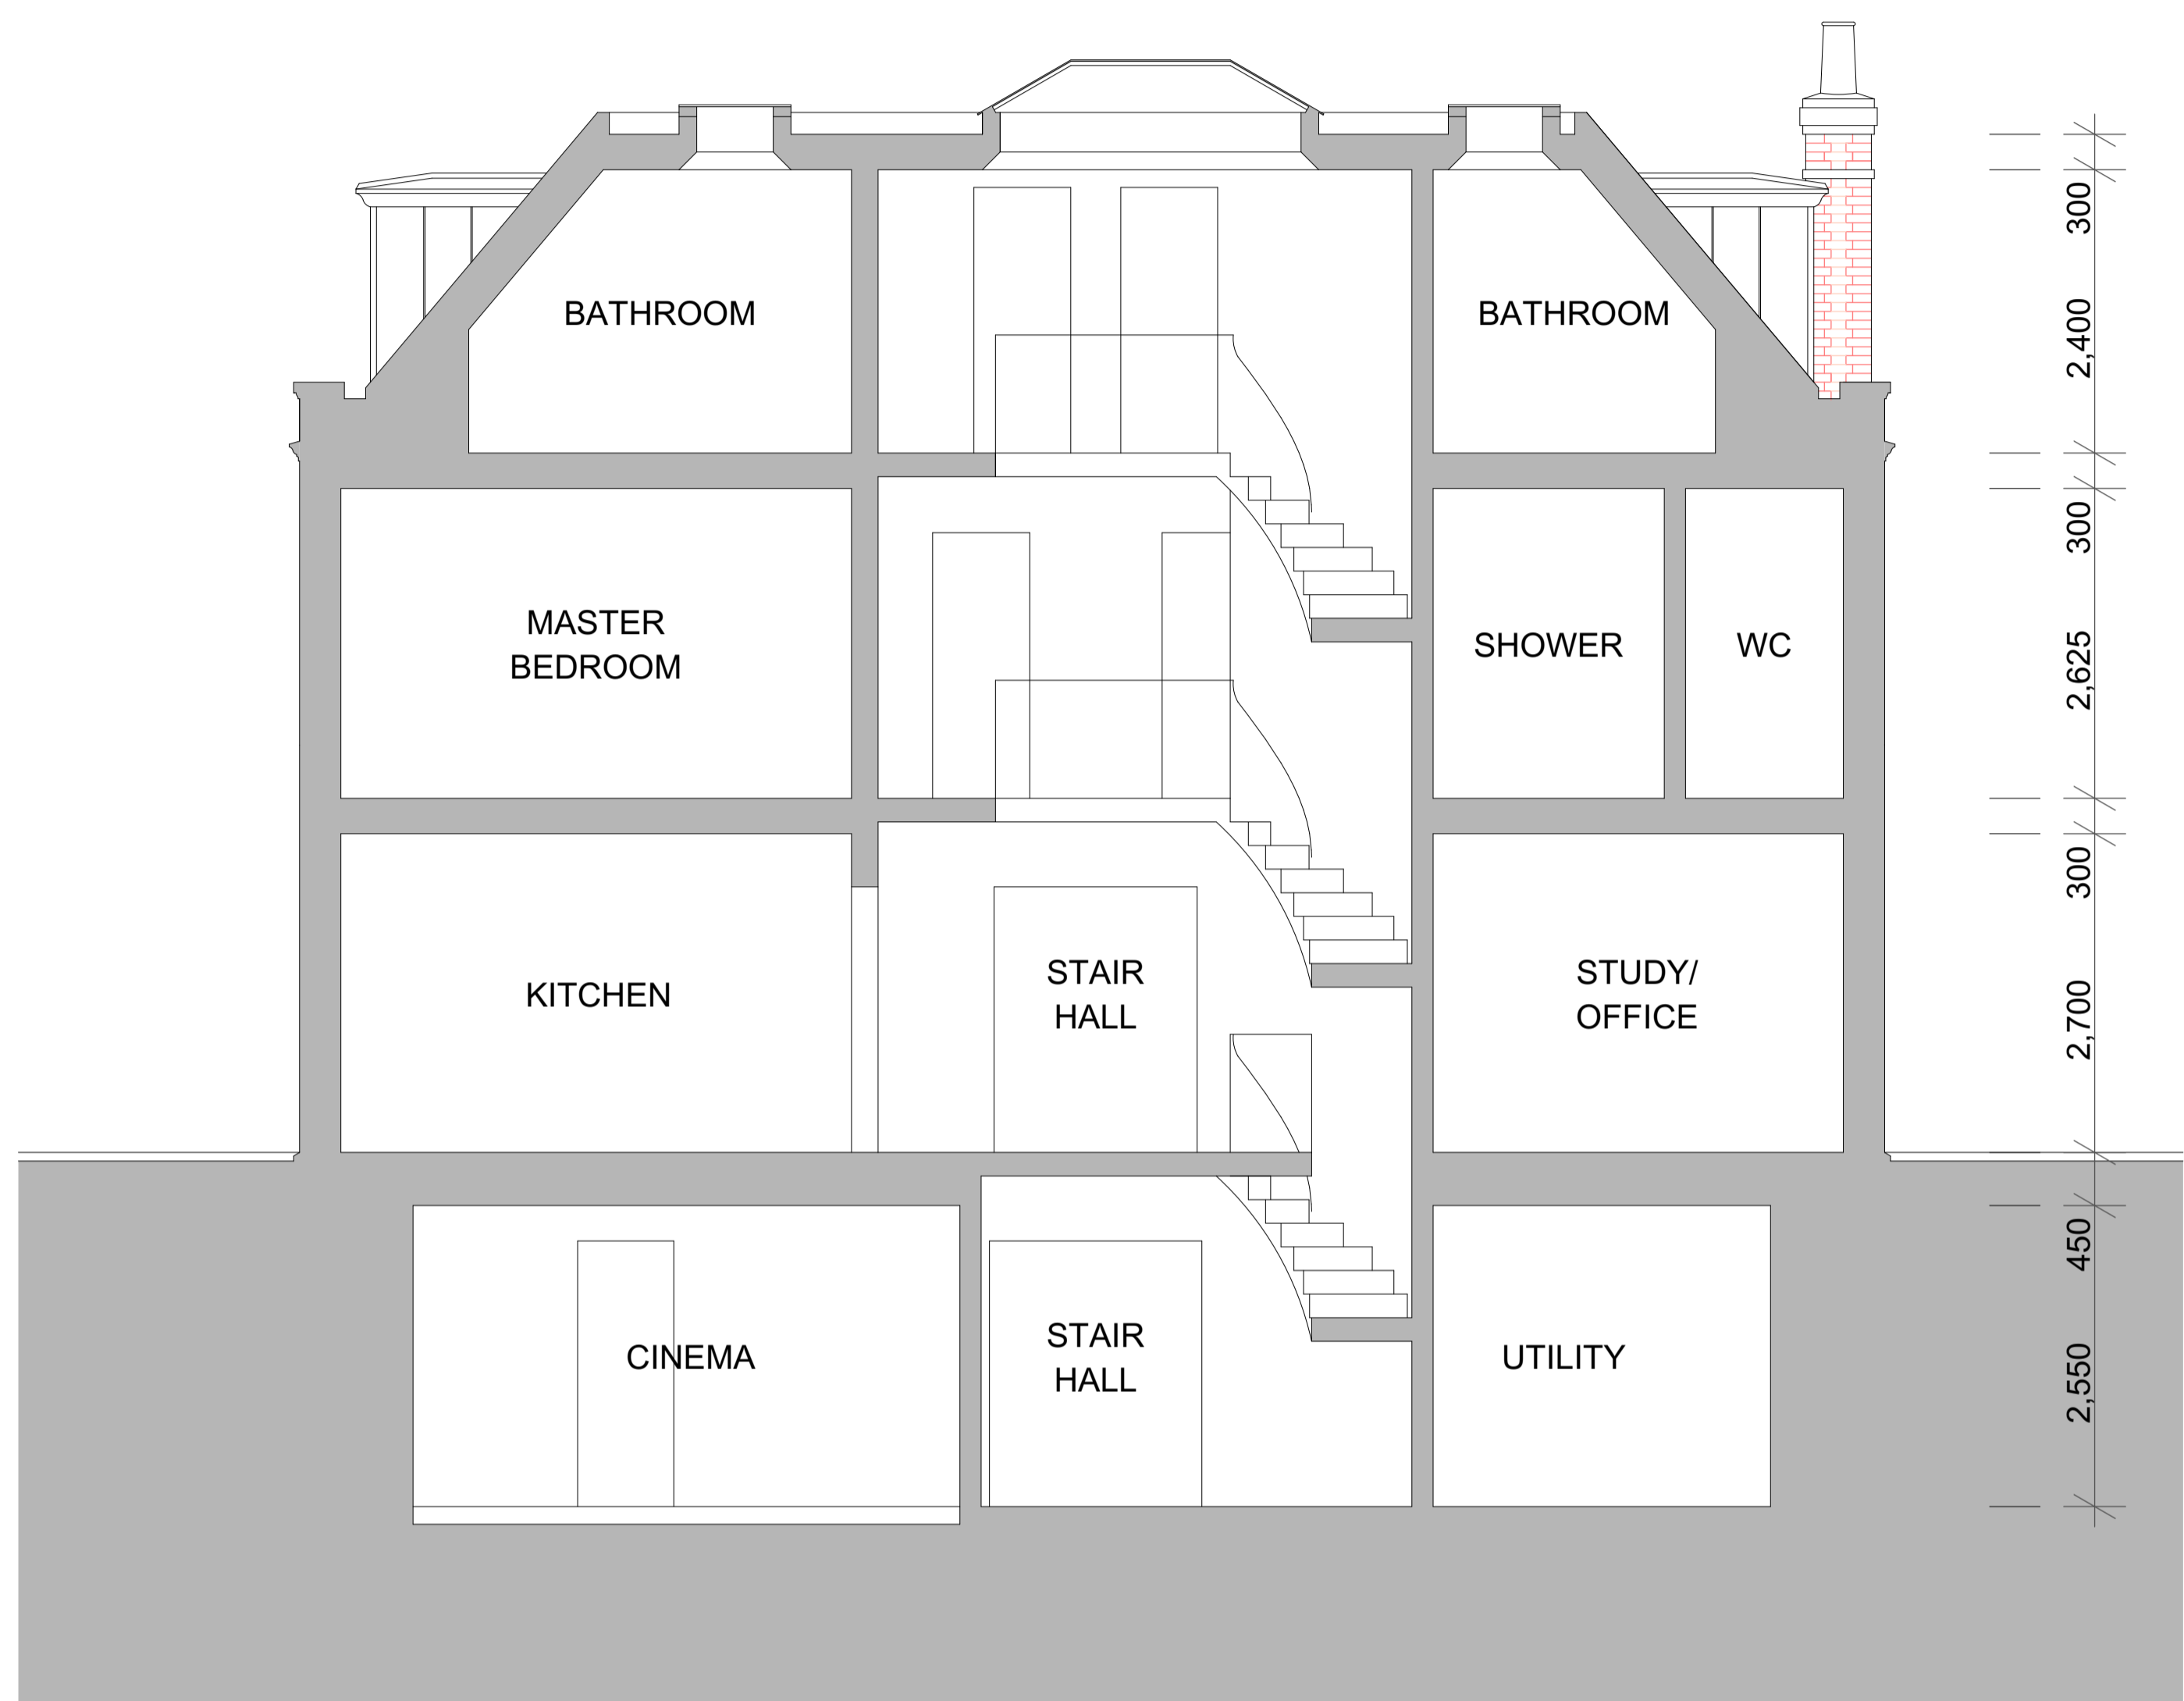 BATHROOM
BATHROOM
MASTER
BEDROOM
SHOWER
WC
KITCHEN
STAIR
HALL
STUDY/
OFFICE
CINEMA
STAIR
HALL
UTILITY
300
2,400
300
2,625
300
2,700
450
2,550